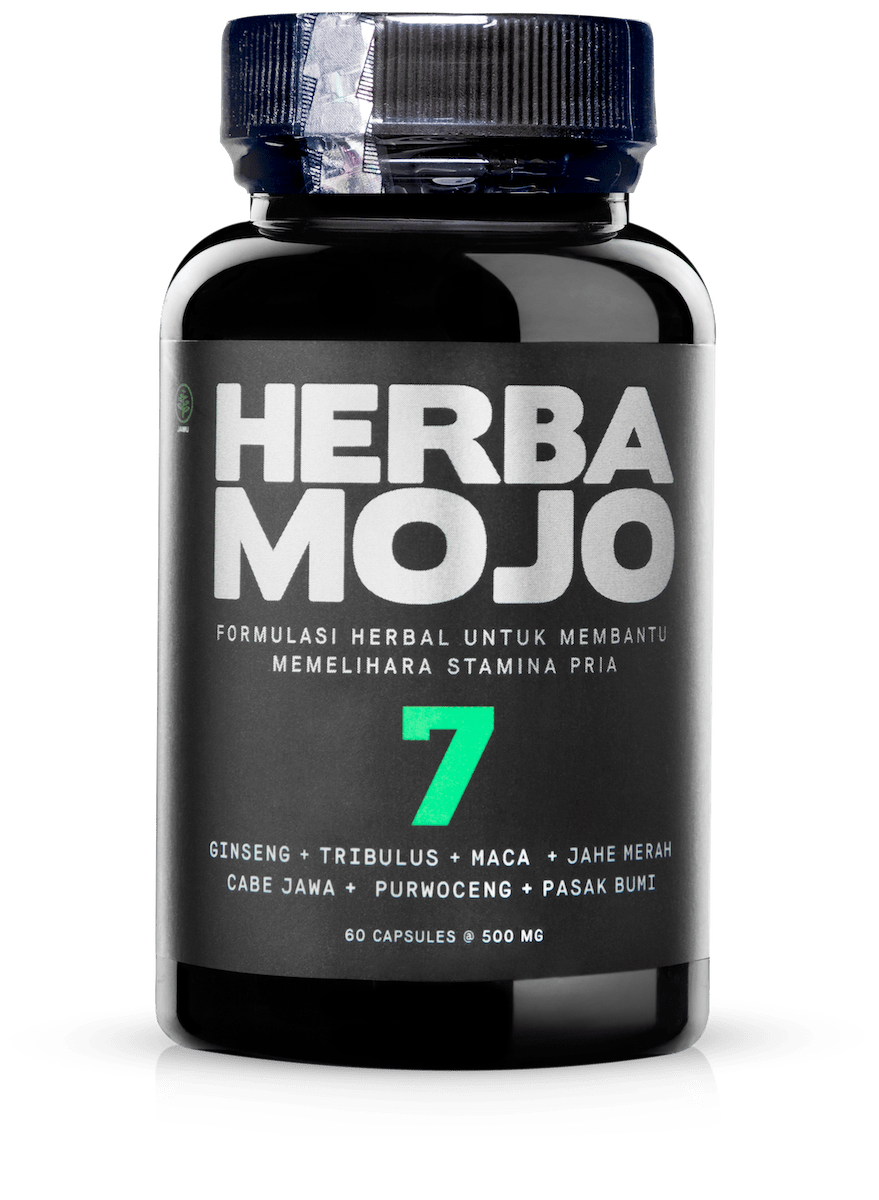 HERBA
MOJO
JAMU
FORMULASI HERBAL UNTUK MEMBANTU
MEMELIHARA STAMINA PRIA
7
GINSENG + TRIBULUS + MACA + JAHE MERAH
CABE JAWA + PURWOCENG + PASAK BUMI
60 CAPSULES @ 500 MG